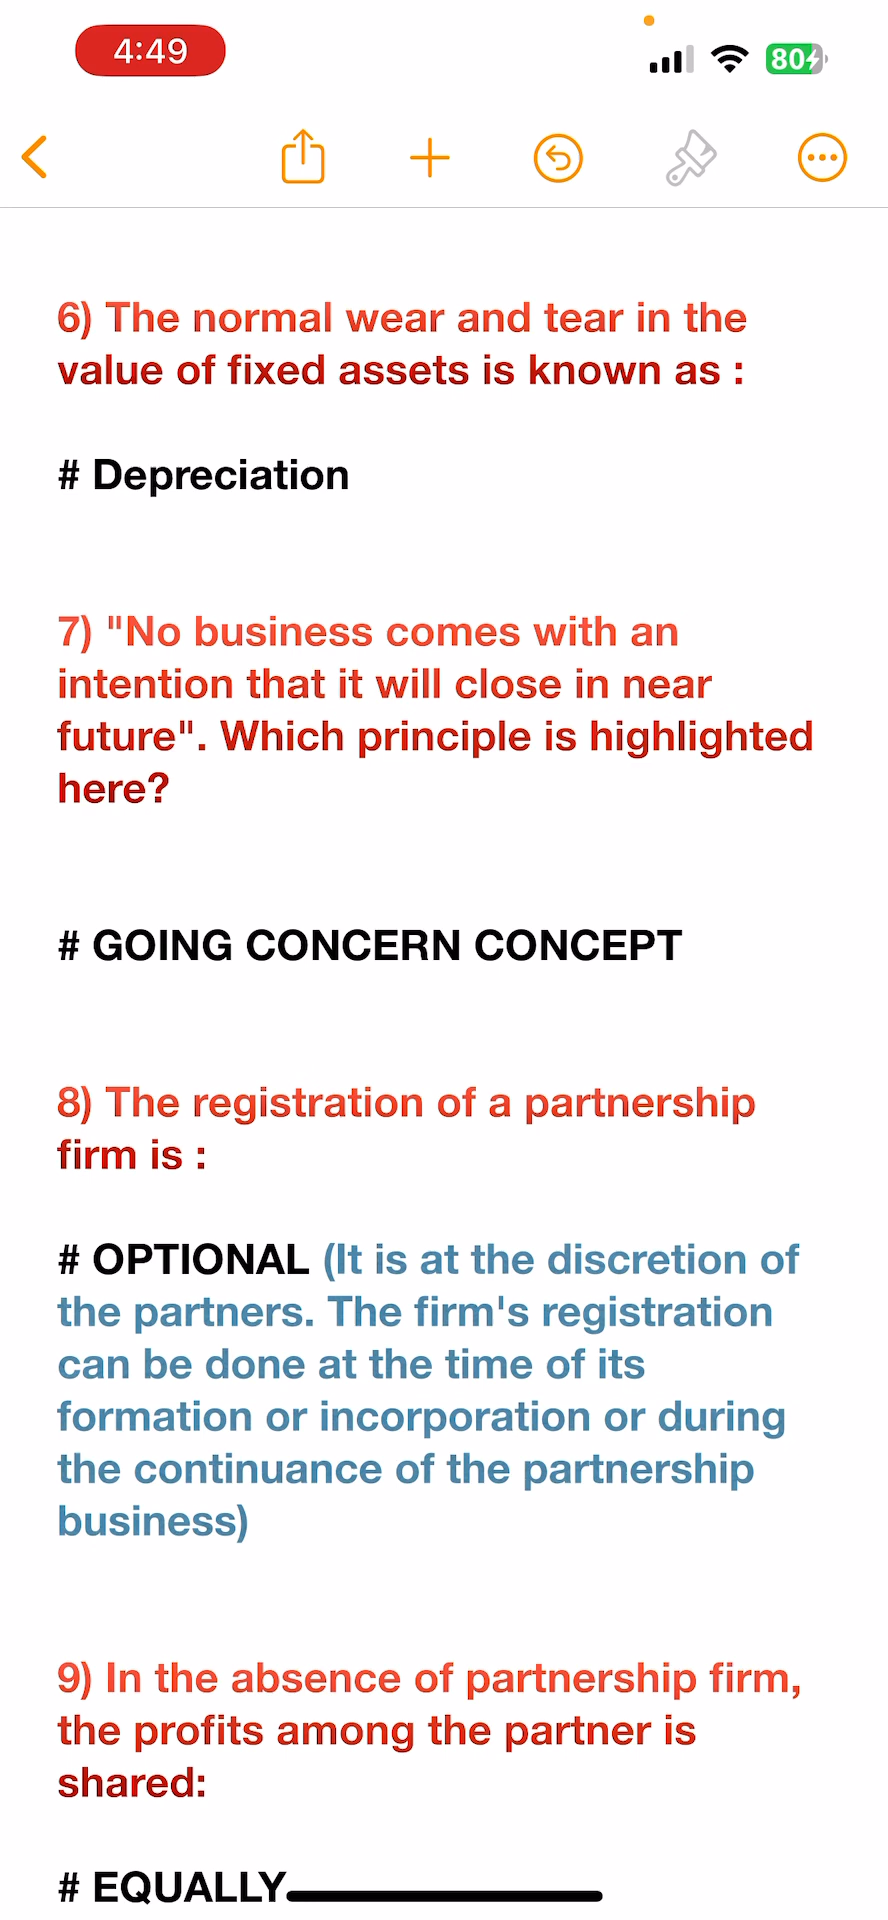 4:49
80
6) The normal wear and tear in the
value of fixed assets is known as :
# Depreciation
7) "No business comes with an
intention that it will close in near
future". Which principle is highlighted
here?
# GOING CONCERN CONCEPT
8) The registration of a partnership
firm is :
# OPTIONAL (It is at the discretion of
the partners. The firm's registration
can be done at the time of its
formation or incorporation or during
the continuance of the partnership
business)
9) In the absence of partnership firm,
the profits among the partner is
shared:
# EQUALLY